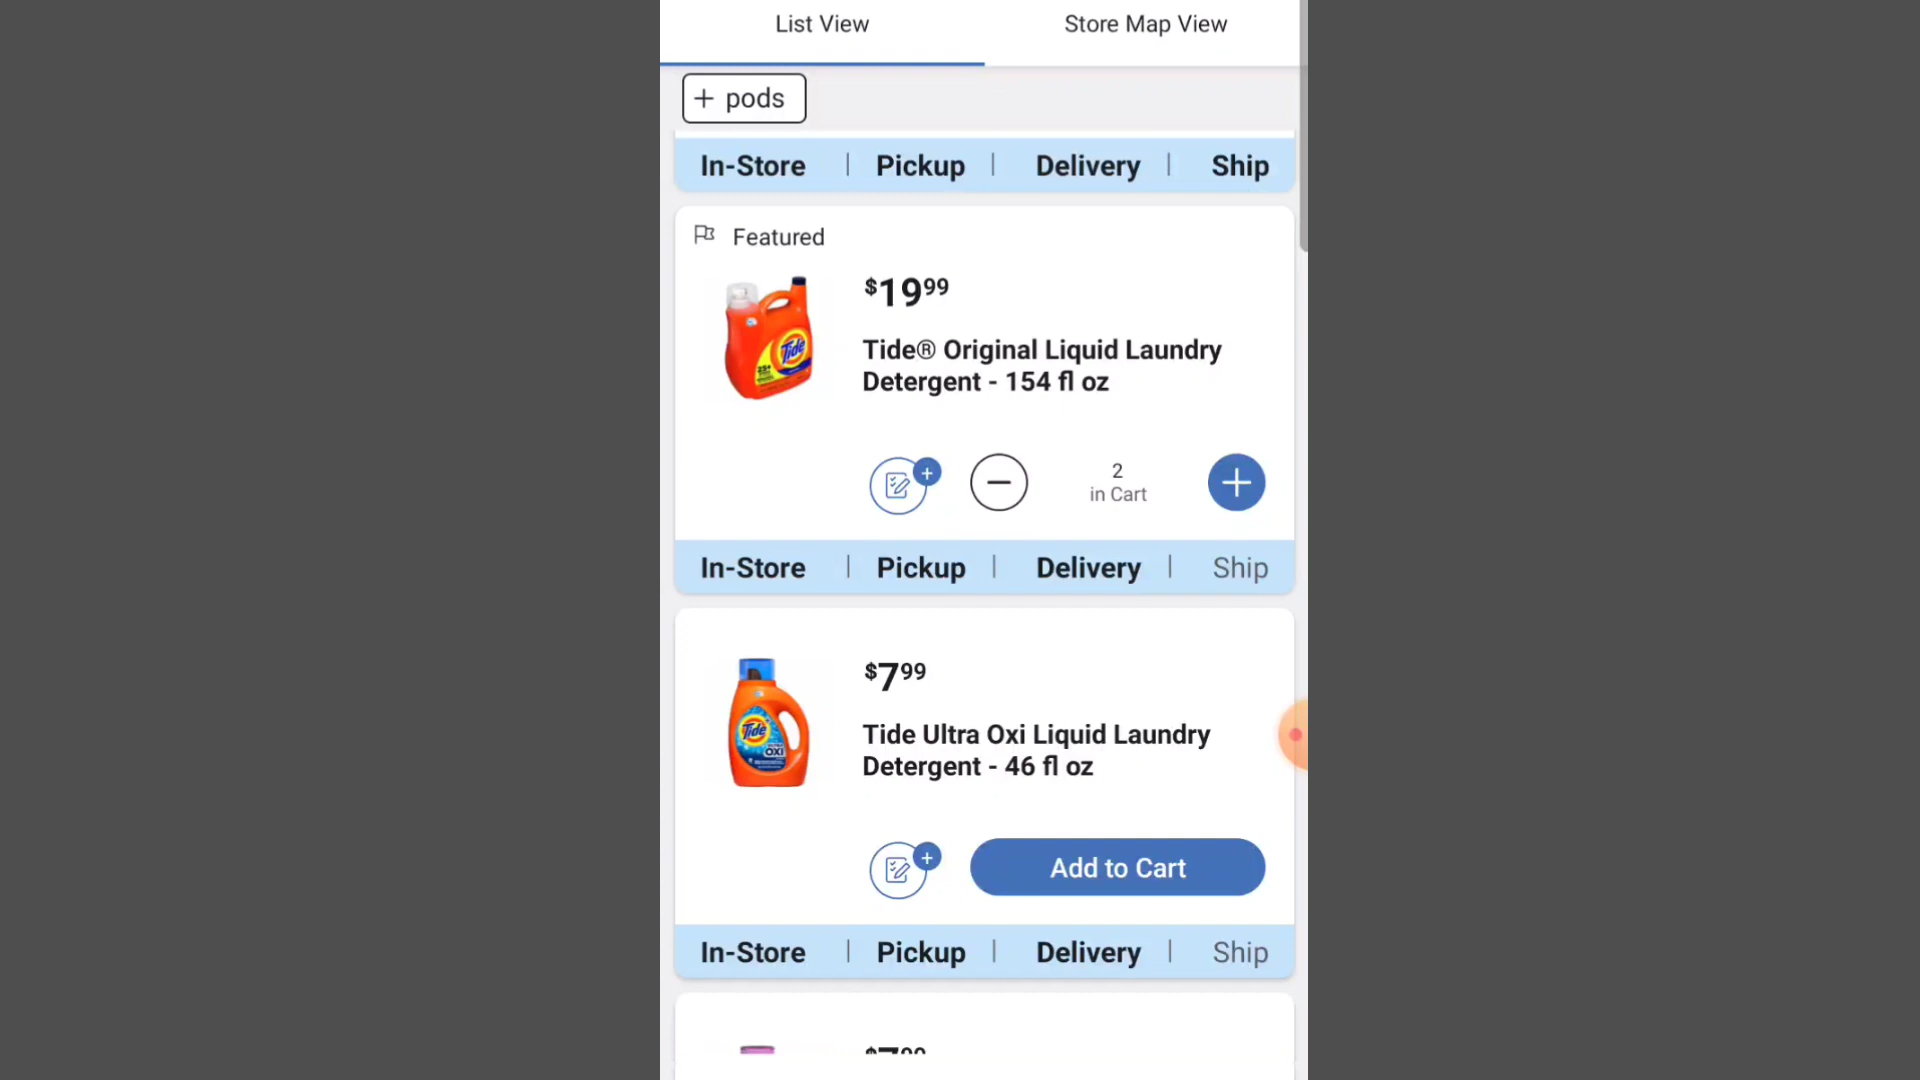 List View
Store Map View
+ pods
In-Store | Pickup | Delivery | Ship
Featured
$19.99
Tide® Original Liquid Laundry
Detergent - 154 fl oz
2
in Cart
In-Store | Pickup | Delivery | Ship
$7.99
Tide Ultra Oxi Liquid Laundry
Detergent - 46 fl oz
Add to Cart
In-Store | Pickup | Delivery | Ship